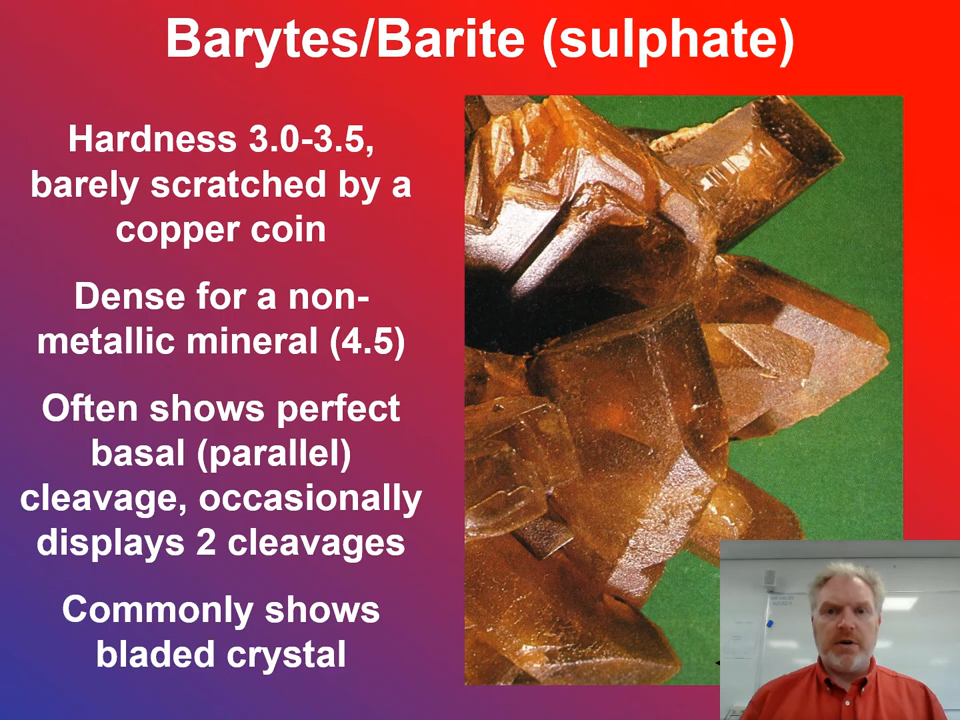 Barytes/Barite (sulphate)
Hardness 3.0-3.5,
barely scratched by a
copper coin
Dense for a non-
metallic mineral (4.5)
Often shows perfect
basal (parallel)
cleavage, occasionally
displays 2 cleavages
Commonly shows
bladed crystal